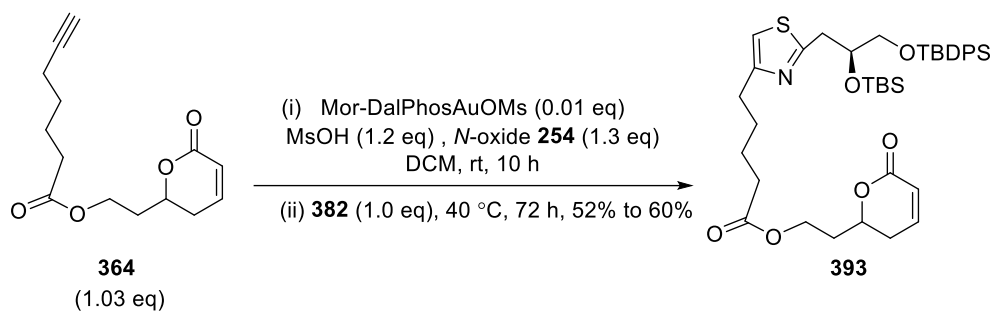 S
N
OTBDPS
OTBS
(i) Mor-DalPhosAuOMs (0.01 eq)
MsOH (1.2 eq) , N-oxide 254 (1.3 eq)
DCM, rt, 10 h
(ii) 382 (1.0 eq), 40 °C, 72 h, 52% to 60%
O
O
O
O
O
O
O
O
364
(1.03 eq)
393